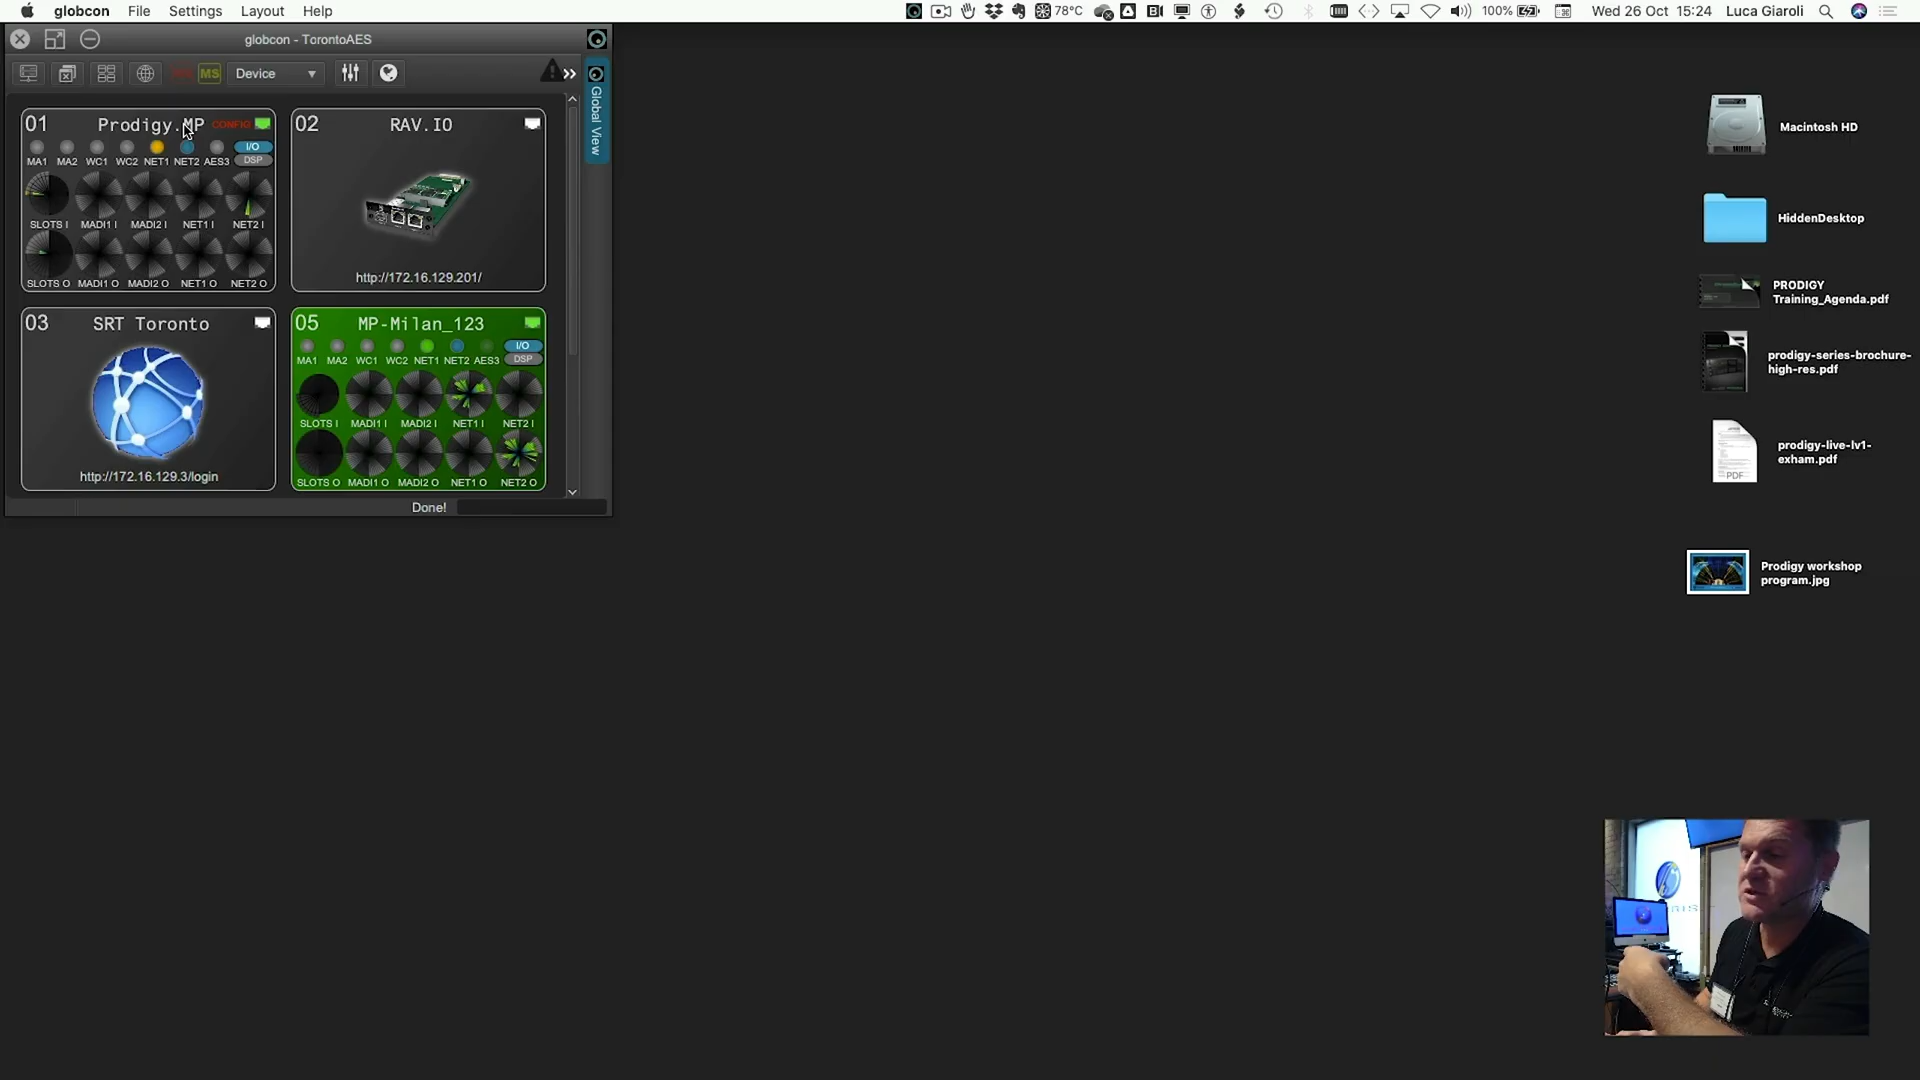 globcon File Settings Layout Help
78°C 100% Wed 26 Oct 15:24 Luca Giaroli
globcon - TorontoAES
MS Device
Global View
01 Prodigy.MP CONFIG
MA1 MA2 WC1 WC2 NET1 NET2 AES3 I/O DSP
SLOTS I MADI1 I MADI2 I NET1 I NET2 I
SLOTS O MADI1 O MADI2 O NET1 O NET2 O
02 RAV.IO
http://172.16.129.201/
03 SRT Toronto
http://172.16.129.3/login
05 MP-Milan_123
MA1 MA2 WC1 WC2 NET1 NET2 AES3 I/O DSP
SLOTS I MADI1 I MADI2 I NET1 I NET2 I
SLOTS O MADI1 O MADI2 O NET1 O NET2 O
Done!
Macintosh HD
HiddenDesktop
PRODIGY
Training_Agenda.pdf
prodigy-series-brochure-
high-res.pdf
PDF
prodigy-live-lv1-
exham.pdf
Prodigy workshop
program.jpg